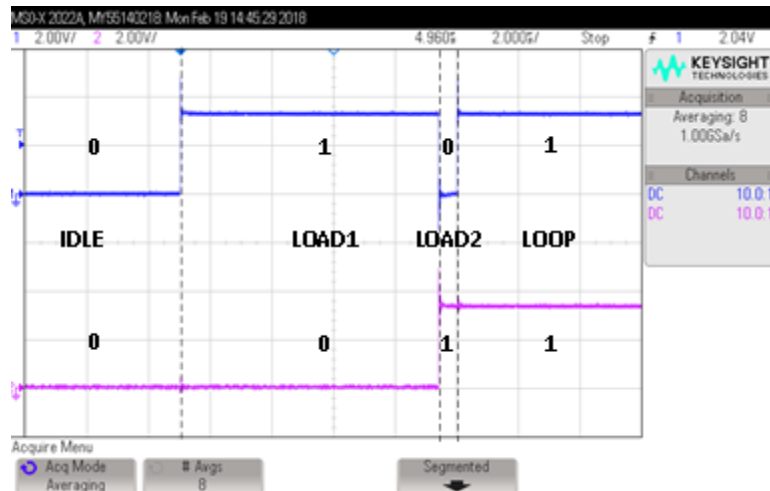 MSO-X 2022A, MY55140218: Mon Feb 19 14:45:29 2018
1 2.00V/ 2 2.00V/ 4.960s 2.000s/ Stop 1 2.04V
KEYSIGHT
TECHNOLOGIES
Acquisition
Averaging: 8
1.00GSa/s
Channels
DC 10.0:1
DC 10.0:1
T
0 1 0 1
IDLE LOAD1 LOAD2 LOOP
0 0 1 1
Acquire Menu
Acq Mode
Averaging
# Avgs
8
Segmented